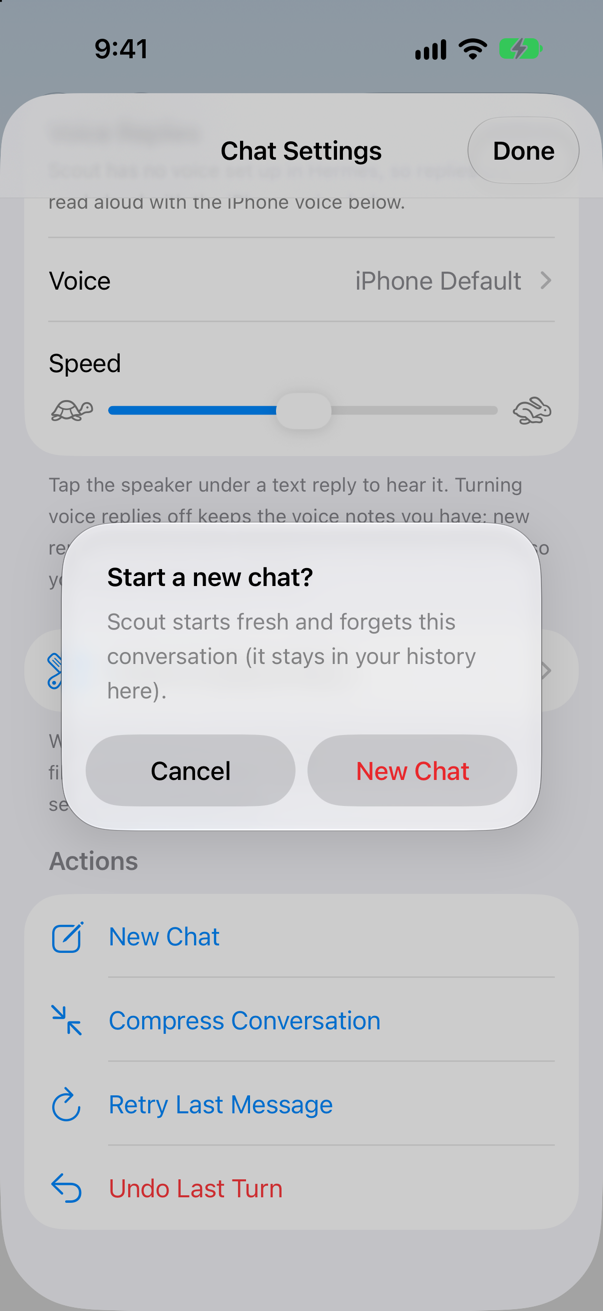 9:41
Chat Settings
Done
read aloud with the iPhone voice below.
Voice
iPhone Default
Speed
Tap the speaker under a text reply to hear it. Turning
voice replies off keeps the voice notes you have; new
so
Start a new chat?
Scout starts fresh and forgets this
conversation (it stays in your history
here).
Cancel
New Chat
Actions
New Chat
Compress Conversation
Retry Last Message
Undo Last Turn